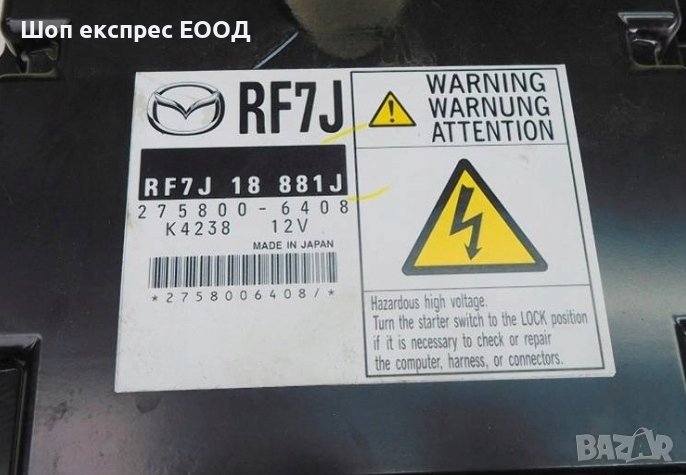 Шоп експрес ЕООД
RF7J
RF7J 18 881J
275800-6408
K4238 12V
MADE IN JAPAN
*2758006408/*
WARNING
WARNUNG
ATTENTION
Hazardous high voltage.
Turn the starter switch to the LOCK position
if it is necessary to check or repair
the computer, harness, or connectors.
BAZAR